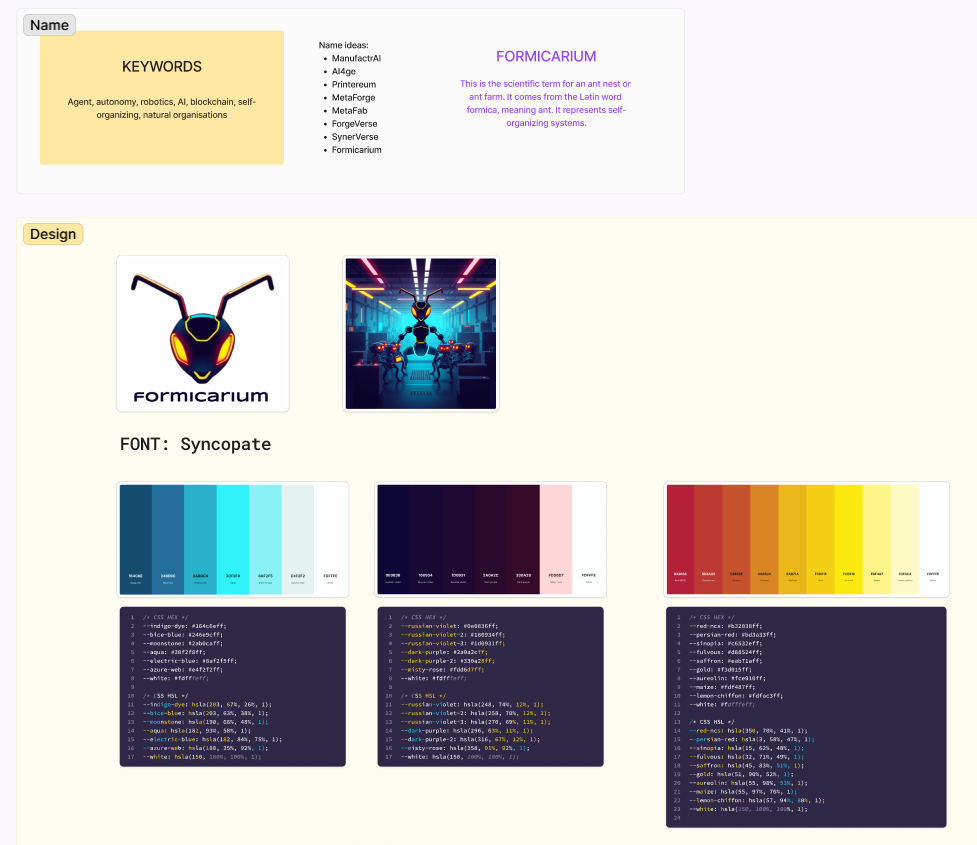 Name
KEYWORDS
Agent, autonomy, robotics, AI, blockchain, self-
organizing, natural organisations
Name ideas:
• ManufactrAI
• AI4ge
• Printereum
• MetaForge
• MetaFab
• ForgeVerse
• SynerVerse
• Formicarium
FORMICARIUM
This is the scientific term for an ant nest or
ant farm. It comes from the Latin word
formica, meaning ant. It represents self-
organizing systems.
Design
FORMICARIUM
FONT: Syncopate
1 /* CSS HEX */
2 --indigo-dye: #164c6eff;
3 --bice-blue: #246a9cff;
4 --moonstone: #2ab0caff;
5 --aqua: #30f2f8ff;
6 --electric-blue: #8af2f5ff;
7 --azure-web: #e4f2f2ff;
8 --white: #fdffffeff;
9
10 /* CSS HSL */
11 --indigo-dye: hsla(203, 67%, 26%, 1);
12 --bice-blue: hsla(203, 63%, 38%, 1);
13 --moonstone: hsla(190, 66%, 48%, 1);
14 --aqua: hsla(182, 93%, 58%, 1);
15 --electric-blue: hsla(182, 84%, 75%, 1);
16 --azure-web: hsla(180, 35%, 92%, 1);
17 --white: hsla(150, 100%, 100%, 1);
1 /* CSS HEX */
2 --russian-violet: #0e0836ff;
3 --russian-violet-2: #160934ff;
4 --russian-violet-3: #1d0931ff;
5 --dark-purple: #2a0a2cff;
6 --dark-purple-2: #330a28ff;
7 --misty-rose: #fdd6d7ff;
8 --white: #fdffffeff;
9
10 /* CSS HSL */
11 --russian-violet: hsla(248, 74%, 12%, 1);
12 --russian-violet-2: hsla(258, 70%, 12%, 1);
13 --russian-violet-3: hsla(270, 69%, 11%, 1);
14 --dark-purple: hsla(296, 63%, 11%, 1);
15 --dark-purple-2: hsla(316, 67%, 12%, 1);
16 --misty-rose: hsla(358, 91%, 92%, 1);
17 --white: hsla(150, 100%, 100%, 1);
1 /* CSS HEX */
2 --red-ncs: #b32038ff;
3 --persian-red: #bd3a33ff;
4 --sinopia: #c6532eff;
5 --fulvous: #d88524ff;
6 --saffron: #eab71aff;
7 --gold: #f3d015ff;
8 --aureolin: #fce910ff;
9 --maize: #fdf487ff;
10 --lemon-chiffon: #fdfac3ff;
11 --white: #fdfffeff;
12
13 /* CSS HSL */
14 --red-ncs: hsla(350, 70%, 41%, 1);
15 --persian-red: hsla(3, 58%, 47%, 1);
16 --sinopia: hsla(15, 62%, 48%, 1);
17 --fulvous: hsla(32, 71%, 49%, 1);
18 --saffron: hsla(45, 83%, 51%, 1);
19 --gold: hsla(51, 90%, 52%, 1);
20 --aureolin: hsla(55, 98%, 53%, 1);
21 --maize: hsla(55, 97%, 76%, 1);
22 --lemon-chiffon: hsla(57, 94%, 88%, 1);
23 --white: hsla(150, 100%, 100%, 1);
24